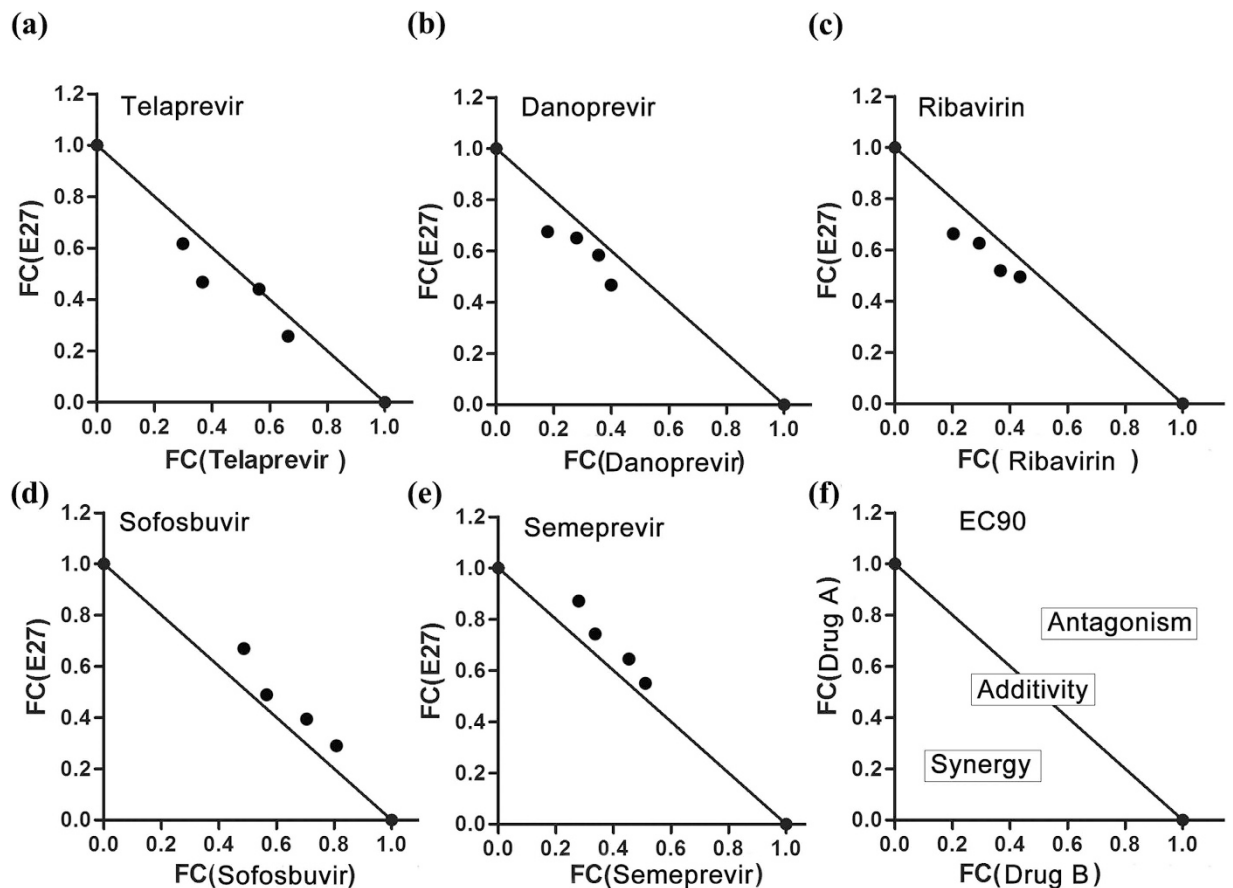 (a)
(b)
(c)
1.2
1.0
0.8
0.6
0.4
0.2
0.0
Telaprevir
FC(E27)
0.0 0.2 0.4 0.6 0.8 1.0
FC(Telaprevir )
1.2
1.0
0.8
0.6
0.4
0.2
0.0
Danoprevir
FC(E27)
0.0 0.2 0.4 0.6 0.8 1.0
FC(Danoprevir)
1.2
1.0
0.8
0.6
0.4
0.2
0.0
Ribavirin
FC(E27)
0.0 0.2 0.4 0.6 0.8 1.0
FC( Ribavirin )
(d)
(e)
(f)
1.2
1.0
0.8
0.6
0.4
0.2
0.0
Sofosbuvir
FC(E27)
0.0 0.2 0.4 0.6 0.8 1.0
FC(Sofosbuvir)
1.2
1.0
0.8
0.6
0.4
0.2
0.0
Semeprevir
FC(E27)
0.0 0.2 0.4 0.6 0.8 1.0
FC(Semeprevir)
1.2
1.0
0.8
0.6
0.4
0.2
0.0
EC90
Antagonism
Additivity
Synergy
FC(Drug A)
0.0 0.2 0.4 0.6 0.8 1.0
FC(Drug B)